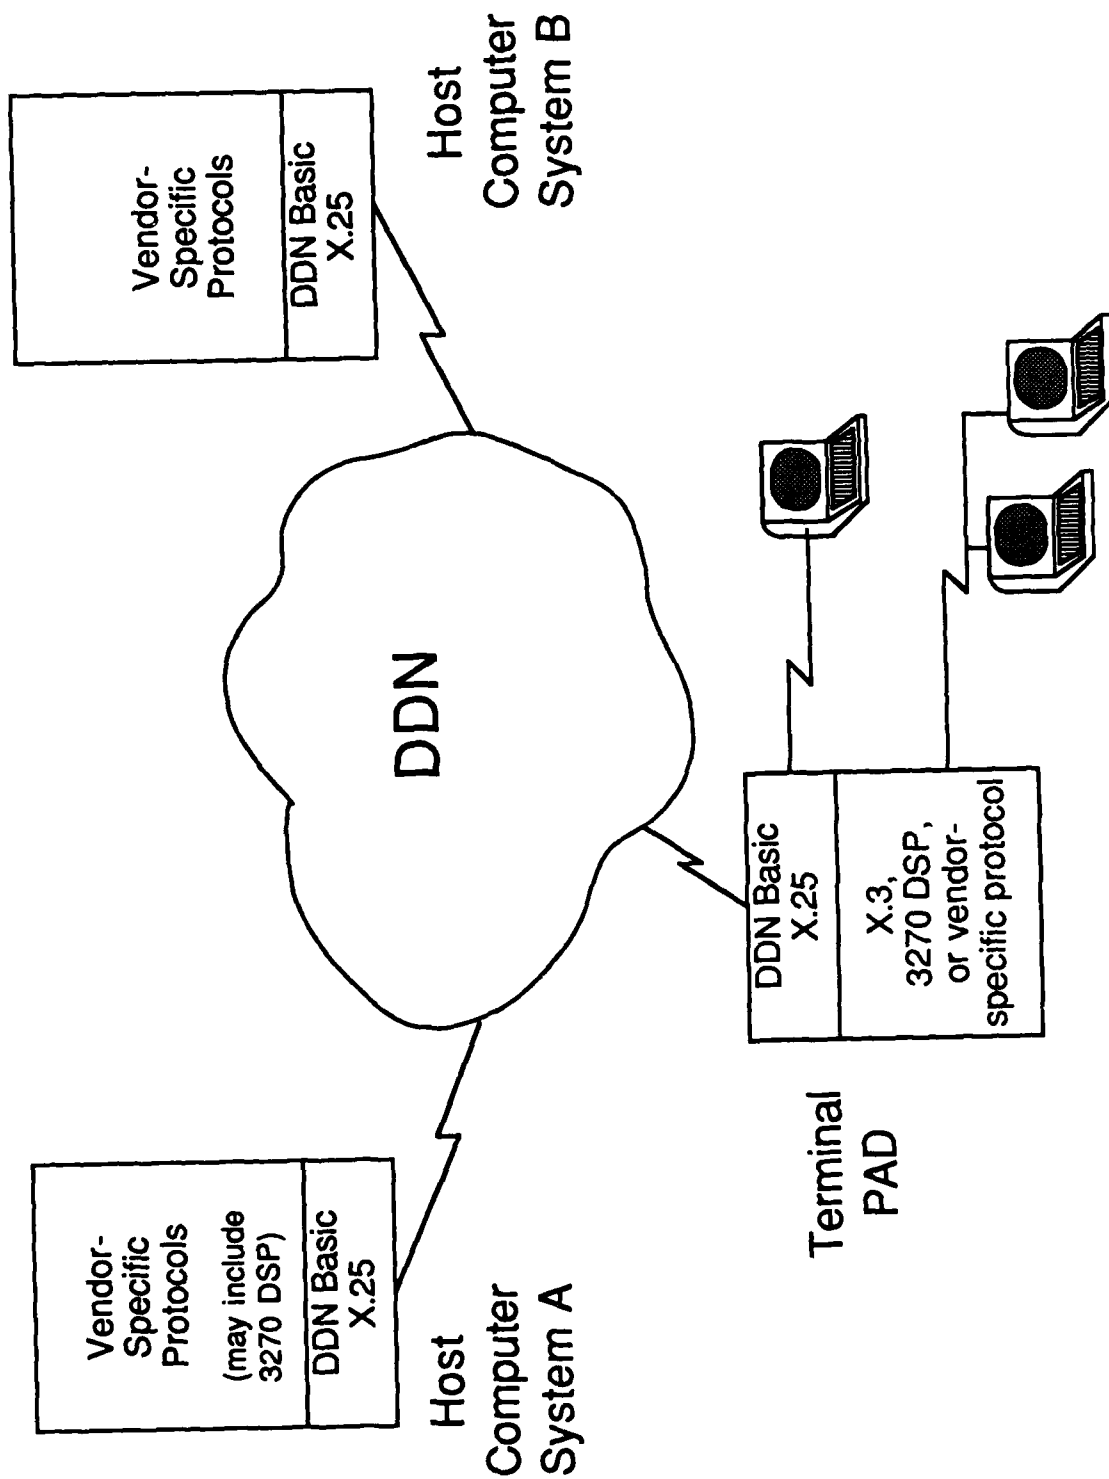 Vendor-
Specific
Protocols
(may include
3270 DSP)
DDN Basic
X.25
Host
Computer
System A
DDN
Vendor-
Specific
Protocols
DDN Basic
X.25
Host
Computer
System B
Terminal
PAD
DDN Basic
X.25
X.3,
3270 DSP,
or vendor-
specific protocol